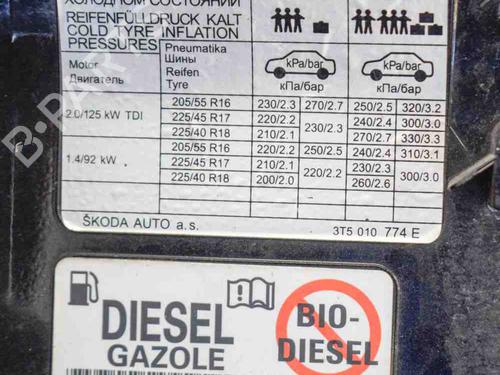 ХОЛОДНОМ СОСТОЯНИИ
REIFENFÜLLDRUCK KALT
COLD TYRE INFLATION
PRESSURES
Motor
Двигатель
Pneumatika
Шины
Reifen
Tyre
kPa/bar
кПа/бар
kPa/bar
кПа/бар
2.0/125 kW TDI
205/55 R16 230/2.3 270/2.7 250/2.5 320/3.2
225/45 R17 220/2.2 230/2.3 240/2.4 300/3.0
225/40 R18 210/2.1 270/2.7 330/3.3
1.4/92 kW
205/55 R16 220/2.2 250/2.5 240/2.4 310/3.1
225/45 R17 210/2.1 220/2.2 230/2.3 300/3.0
225/40 R18 200/2.0 260/2.6
ŠKODA AUTO a.s. 3T5 010 774 E
DIESEL
GAZOLE
BIO-
DIESEL